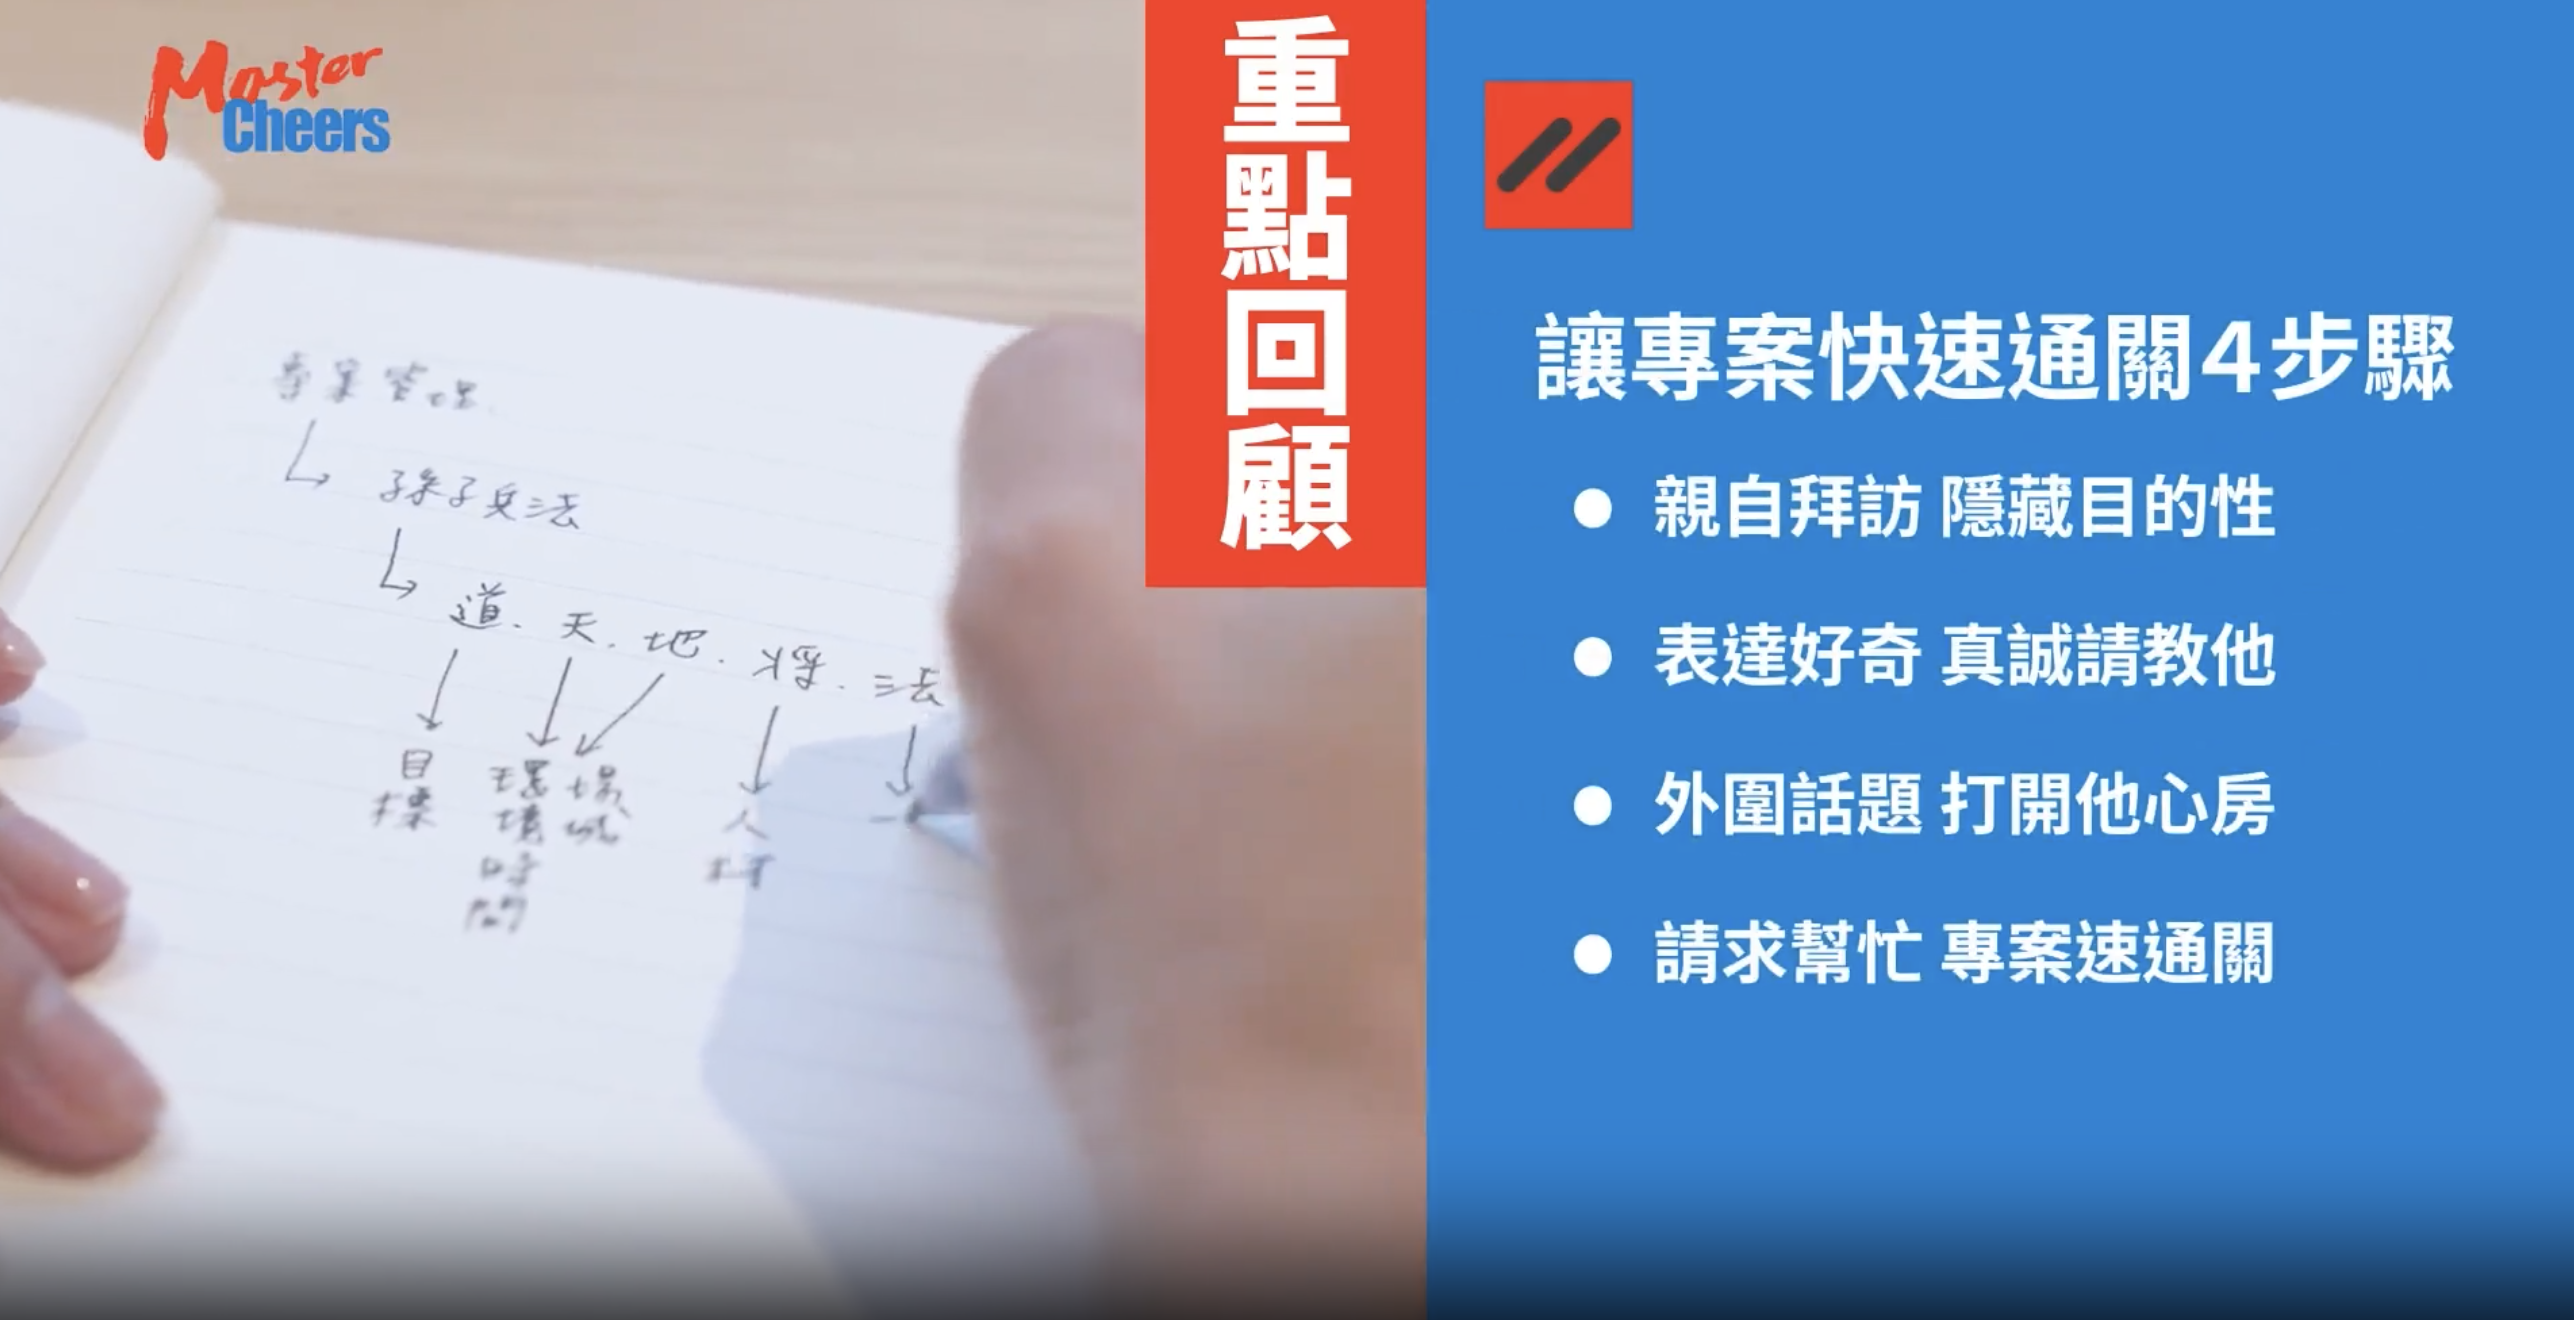 Master
Cheers
專案管理
孫子兵法
道.天.地.將.法
目標
環境時間
場域
人才
重點回顧
讓專案快速通關4步驟
親自拜訪 隱藏目的性
表達好奇 真誠請教他
外圍話題 打開他心房
請求幫忙 專案速通關